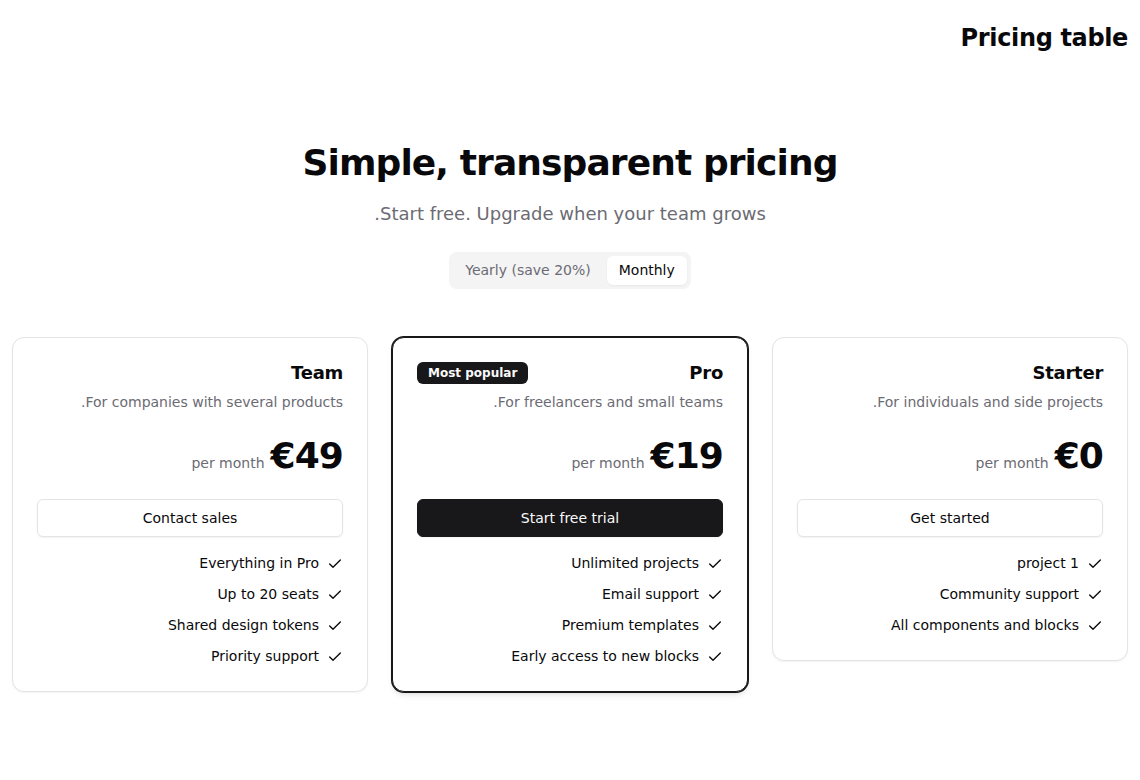 Pricing table
Simple, transparent pricing
.Start free. Upgrade when your team grows
Monthly
Yearly (save 20%)
Starter
.For individuals and side projects
€0 per month
Get started
project 1
Community support
All components and blocks
Pro
Most popular
.For freelancers and small teams
€19 per month
Start free trial
Unlimited projects
Email support
Premium templates
Early access to new blocks
Team
.For companies with several products
€49 per month
Contact sales
Everything in Pro
Up to 20 seats
Shared design tokens
Priority support